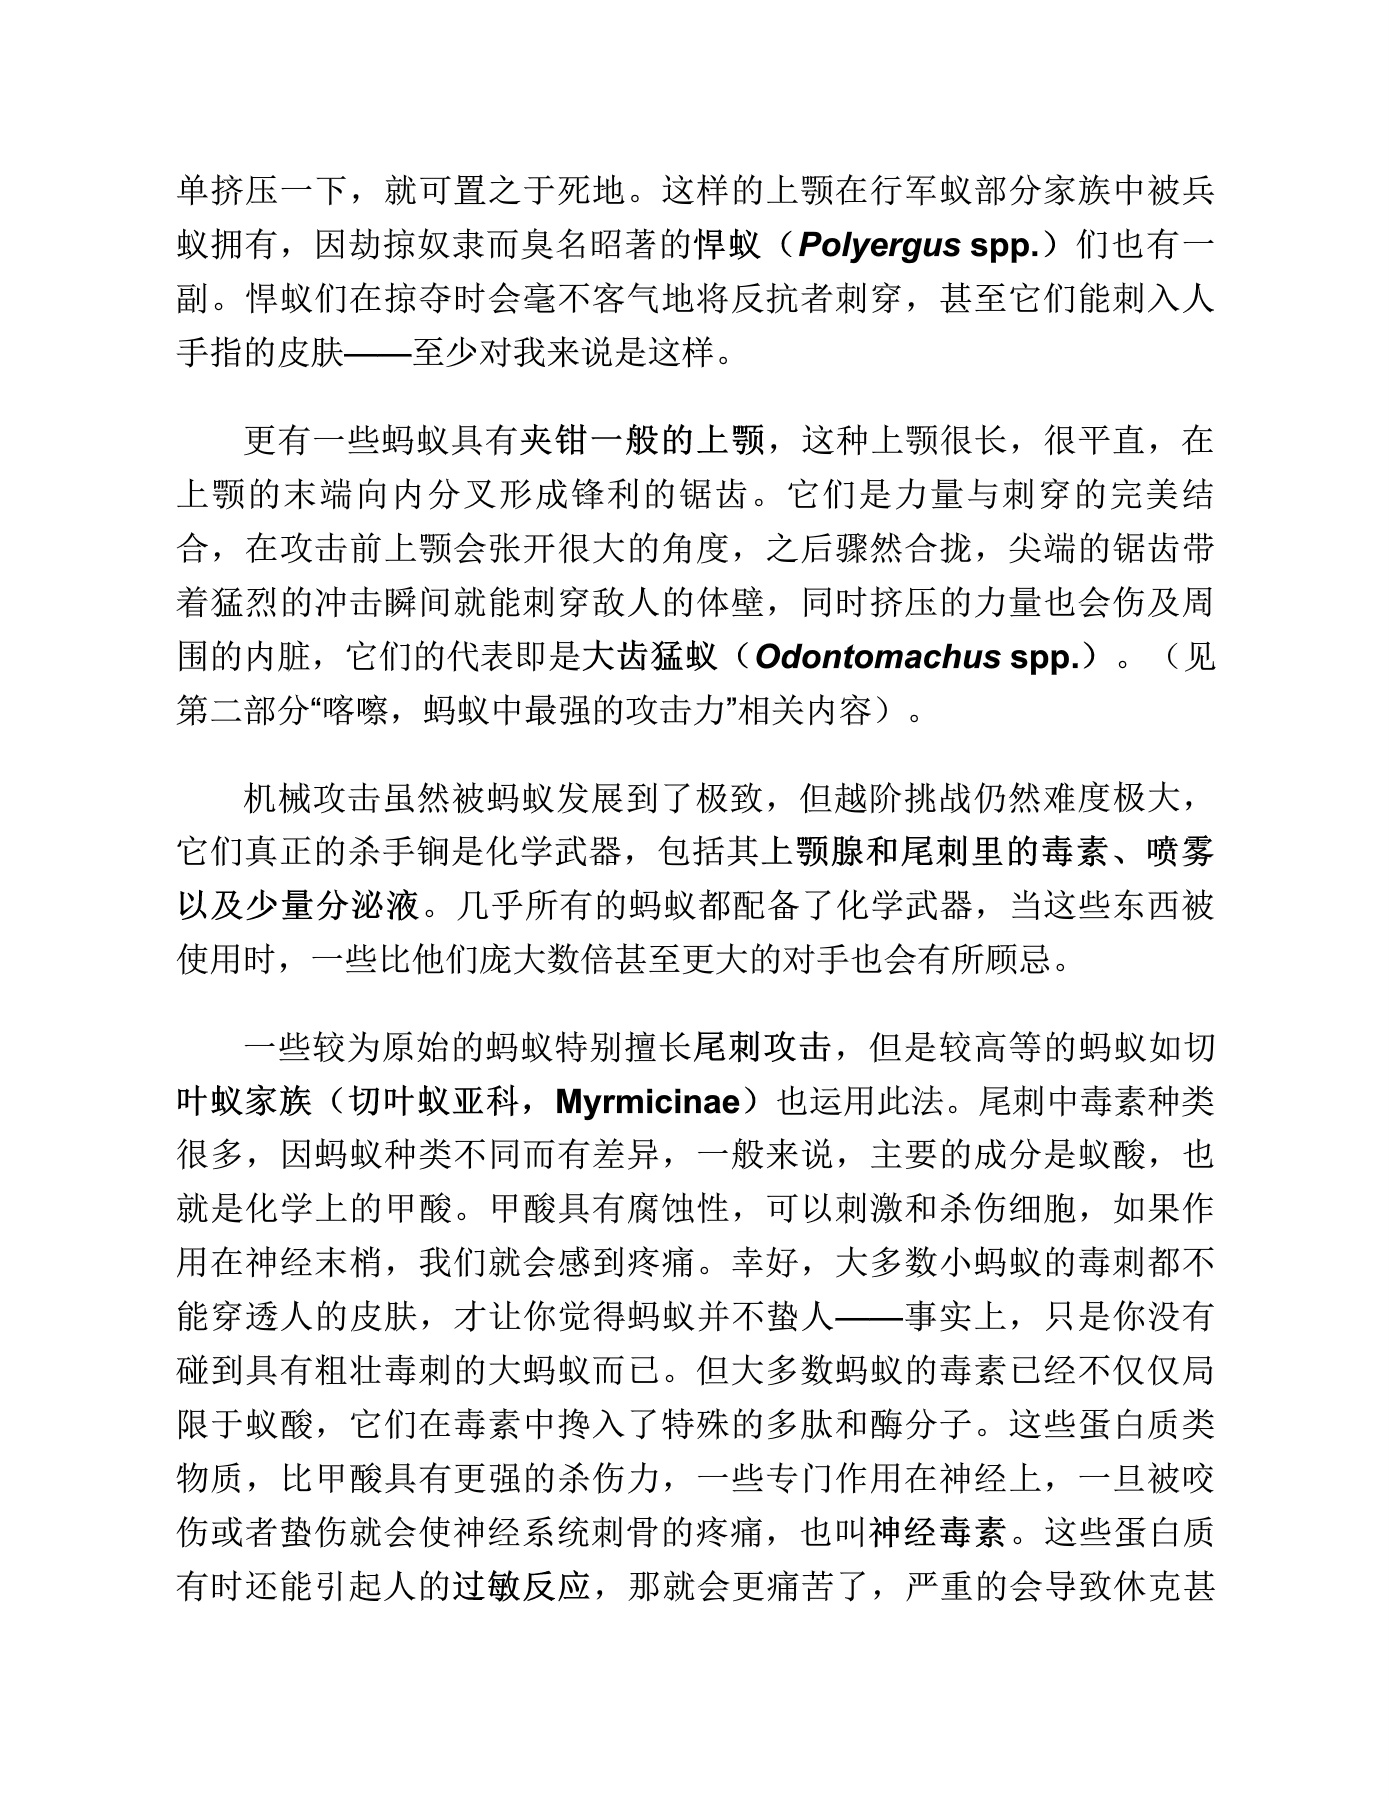 单挤压一下，就可置之于死地。这样的上颚在行军蚁部分家族中被兵
蚁拥有，因劫掠奴隶而臭名昭著的悍蚁（Polyergus spp.）们也有一
副。悍蚁们在掠夺时会毫不客气地将反抗者刺穿，甚至它们能刺入人
手指的皮肤——至少对我来说是这样。
更有一些蚂蚁具有夹钳一般的上颚，这种上颚很长，很平直，在
上颚的末端向内分叉形成锋利的锯齿。它们是力量与刺穿的完美结
合，在攻击前上颚会张开很大的角度，之后骤然合拢，尖端的锯齿带
着猛烈的冲击瞬间就能刺穿敌人的体壁，同时挤压的力量也会伤及周
围的内脏，它们的代表即是大齿猛蚁（Odontomachus spp.）。（见
第二部分“喀嚓，蚂蚁中最强的攻击力”相关内容）。
机械攻击虽然被蚂蚁发展到了极致，但越阶挑战仍然难度极大，
它们真正的杀手锏是化学武器，包括其上颚腺和尾刺里的毒素、喷雾
以及少量分泌液。几乎所有的蚂蚁都配备了化学武器，当这些东西被
使用时，一些比他们庞大数倍甚至更大的对手也会有所顾忌。
一些较为原始的蚂蚁特别擅长尾刺攻击，但是较高等的蚂蚁如切
叶蚁家族（切叶蚁亚科，Myrmicinae）也运用此法。尾刺中毒素种类
很多，因蚂蚁种类不同而有差异，一般来说，主要的成分是蚁酸，也
就是化学上的甲酸。甲酸具有腐蚀性，可以刺激和杀伤细胞，如果作
用在神经末梢，我们就会感到疼痛。幸好，大多数小蚂蚁的毒刺都不
能穿透人的皮肤，才让你觉得蚂蚁并不蛰人——事实上，只是你没有
碰到具有粗壮毒刺的大蚂蚁而已。但大多数蚂蚁的毒素已经不仅仅局
限于蚁酸，它们在毒素中搀入了特殊的多肽和酶分子。这些蛋白质类
物质，比甲酸具有更强的杀伤力，一些专门作用在神经上，一旦被咬
伤或者蛰伤就会使神经系统刺骨的疼痛，也叫神经毒素。这些蛋白质
有时还能引起人的过敏反应，那就会更痛苦了，严重的会导致休克甚